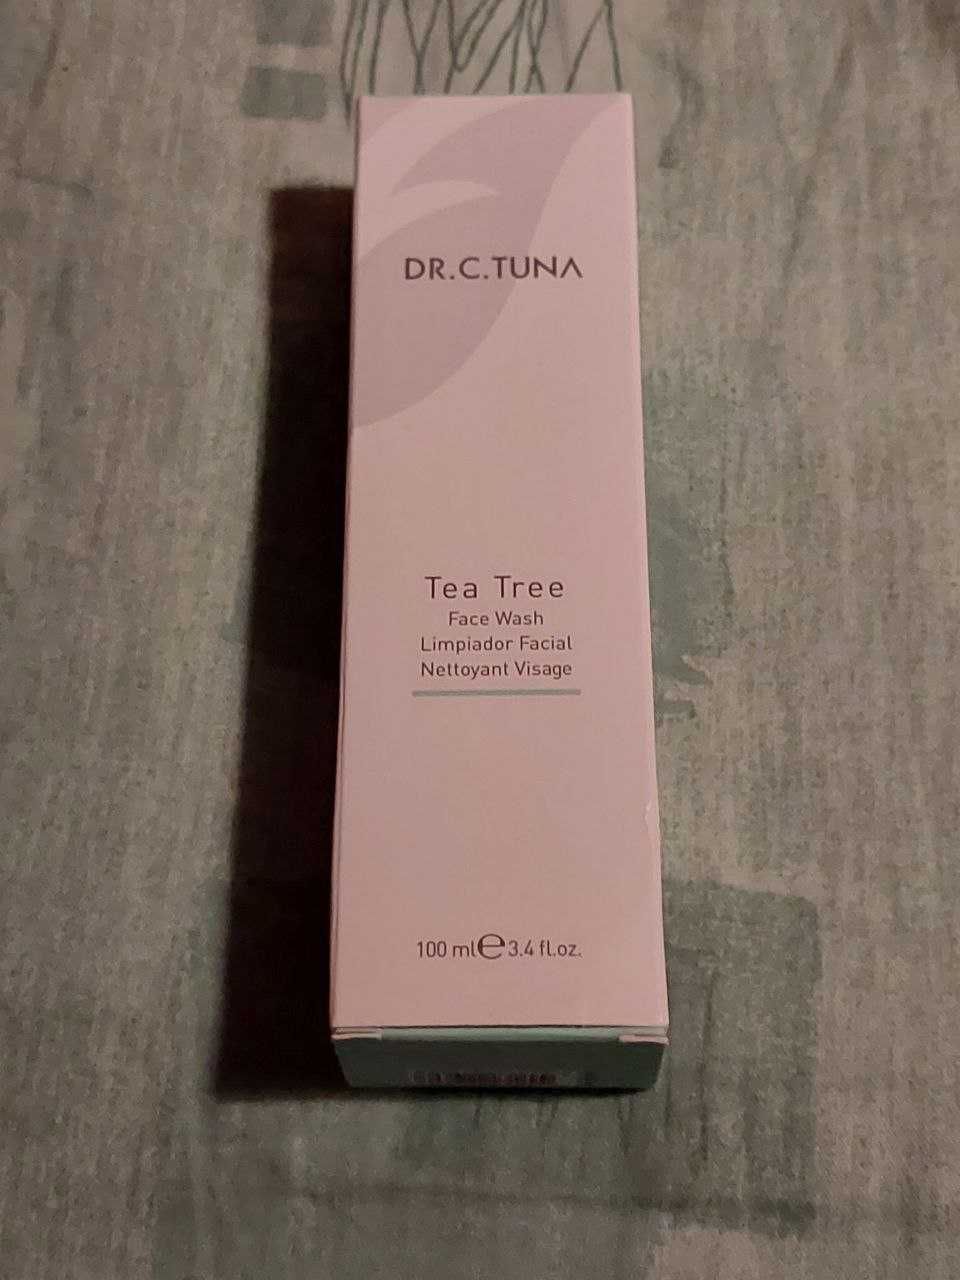 DR.C.TUNA
Tea Tree
Face Wash
Limpiador Facial
Nettoyant Visage
100 ml ℮ 3.4 fl.oz.